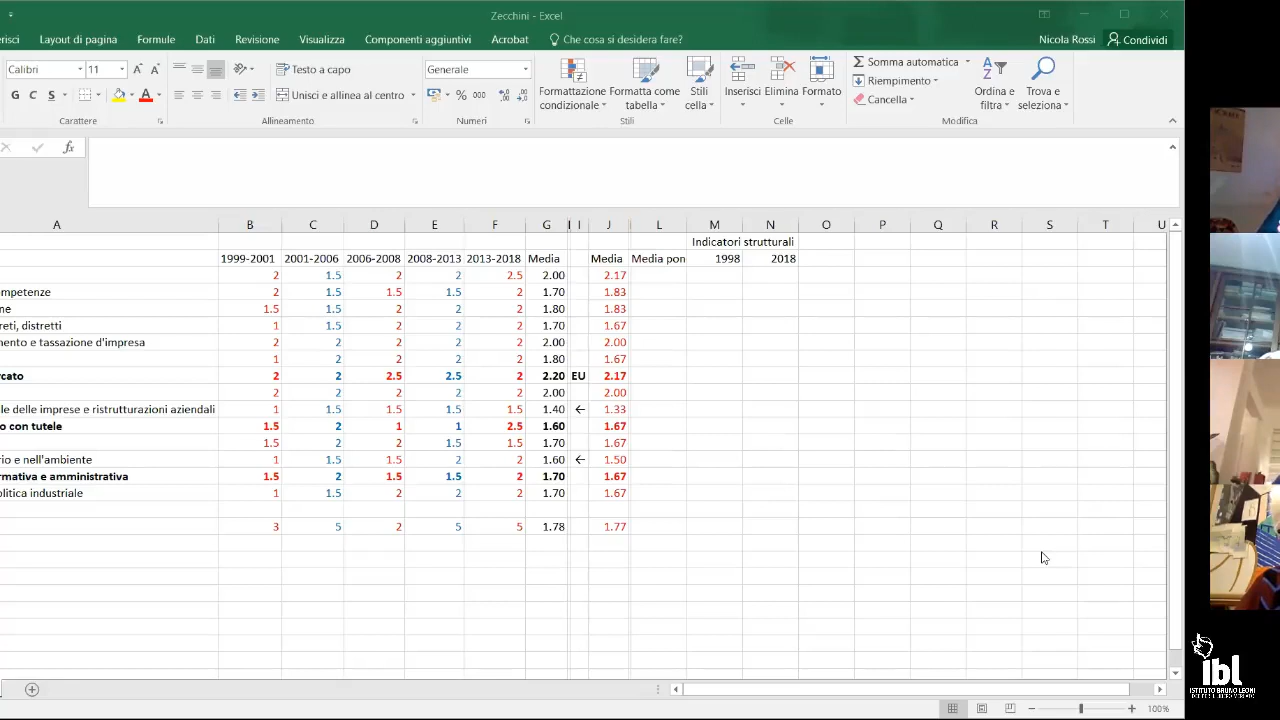 Zecchini - Excel
erisci Layout di pagina Formule Dati Revisione Visualizza Componenti aggiuntivi Acrobat Che cosa si desidera fare? Nicola Rossi Condividi
Calibri 11 A A Testo a capo Generale Somma automatica
Riempimento
G C S A Unisci e allinea al centro % 000 Cancella
Formattazione condizionale Formatta come tabella Stili cella Inserisci Elimina Formato Ordina e filtra Trova e seleziona
Carattere Allineamento Numeri Stili Celle Modifica
fx
A B C D E F G I J L M N O P Q R S T U
Indicatori strutturali
1999-2001 2001-2006 2006-2008 2008-2013 2013-2018 Media Media Media pon 1998 2018
2 1.5 2 2 2.5 2.00 2.17
mpetenze 2 1.5 1.5 1.5 2 1.70 1.83
ne 1.5 1.5 2 2 2 1.80 1.83
reti, distretti 1 1.5 2 2 2 1.70 1.67
mento e tassazione d'impresa 2 2 2 2 2 2.00 2.00
1 2 2 2 2 1.80 1.67
rcato 2 2 2.5 2.5 2 2.20 EU 2.17
2 2 2 2 2 2.00 2.00
le delle imprese e ristrutturazioni aziendali 1 1.5 1.5 1.5 1.5 1.40 ← 1.33
o con tutele 1.5 2 1 1 2.5 1.60 1.67
1.5 2 2 1.5 1.5 1.70 1.67
rio e nell'ambiente 1 1.5 1.5 2 2 1.60 ← 1.50
rmativa e amministrativa 1.5 2 1.5 1.5 2 1.70 1.67
olitica industriale 1 1.5 2 2 2 1.70 1.67
3 5 2 5 5 1.78 1.77
100%
ibl
ISTITUTO BRUNO LEONI